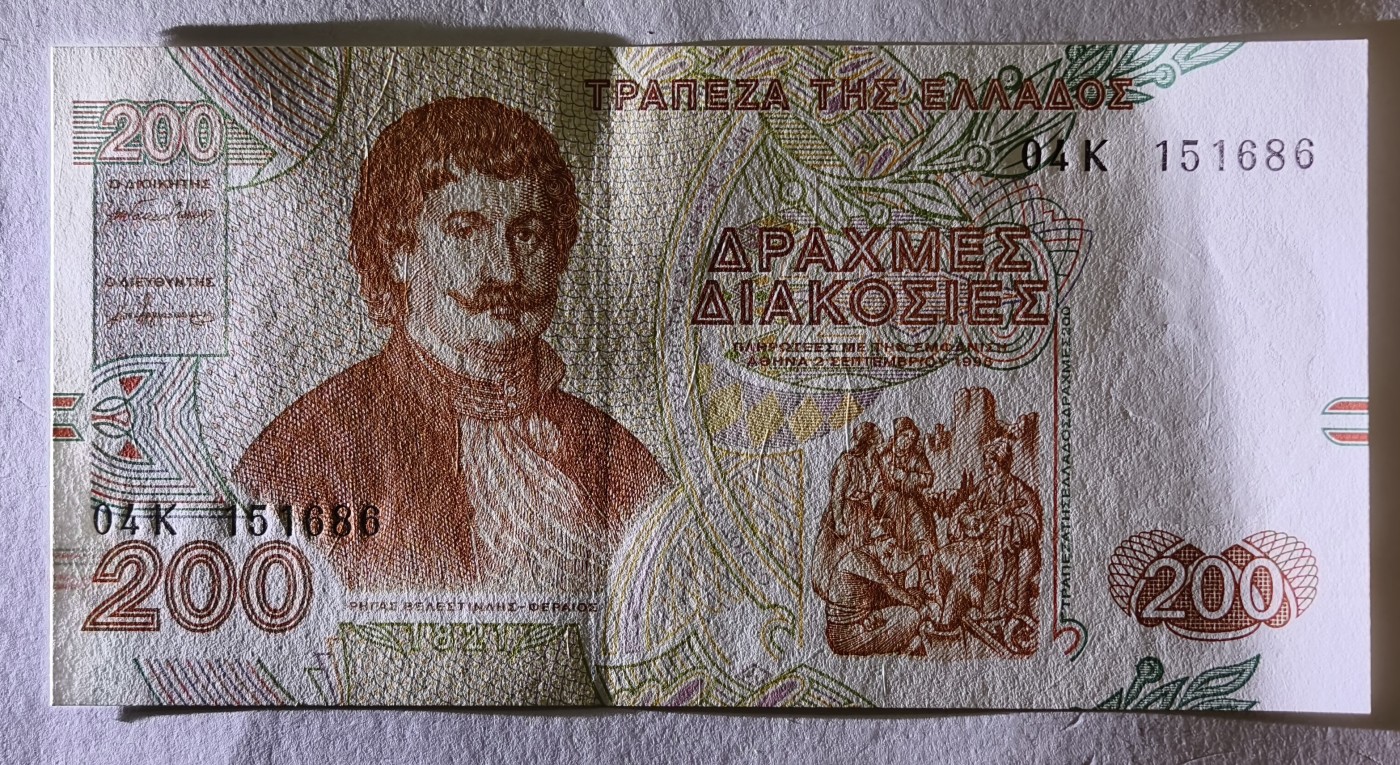 ΤΡΑΠΕΖΑ ΤΗΣ ΕΛΛΑΔΟΣ
200
04Κ 151686
Ο ΔΙΟΙΚΗΤΗΣ
Ο ΔΙΕΥΘΥΝΤΗΣ
ΔΡΑΧΜΕΣ
ΔΙΑΚΟΣΙΕΣ
ΠΛΗΡΩΤΕΕΣ ΜΕ ΤΗΝ ΕΜΦΑΝΙΣΗ
ΑΘΗΝΑ 2 ΣΕΠΤΕΜΒΡΙΟΥ 1996
04Κ 151686
200
ΡΗΓΑΣ ΒΕΛΕΣΤΙΝΛΗΣ-ΦΕΡΑΙΟΣ
ΤΡΑΠΕΖΑΤΗΣΕΛΛΑΔΟΣΔΡΑΧΜΕΣ200
200